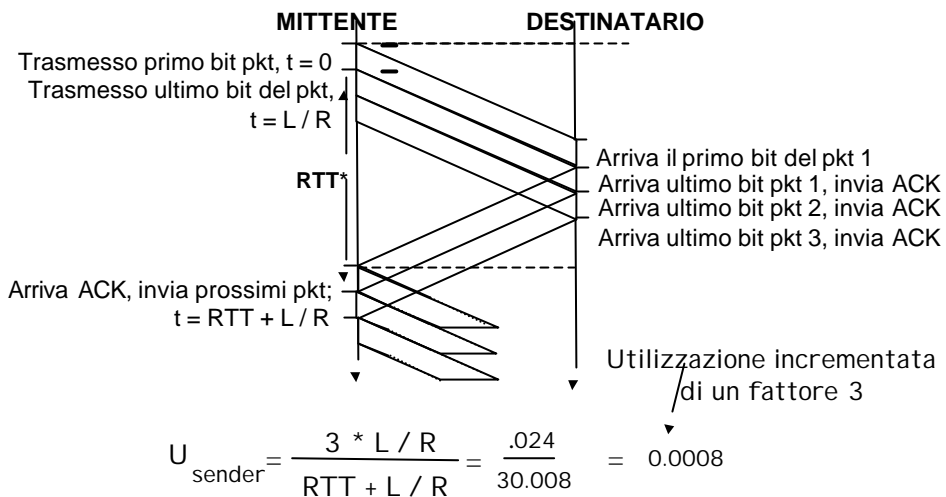 MITTENTE DESTINATARIO
Trasmesso primo bit pkt, t = 0
Trasmesso ultimo bit del pkt,
t = L / R
RTT*
Arriva il primo bit del pkt 1
Arriva ultimo bit pkt 1, invia ACK
Arriva ultimo bit pkt 2, invia ACK
Arriva ultimo bit pkt 3, invia ACK
Arriva ACK, invia prossimi pkt;
t = RTT + L / R
Utilizzazione incrementata
di un fattore 3
U sender = 3 * L / R / RTT + L / R = .024 / 30.008 = 0.0008